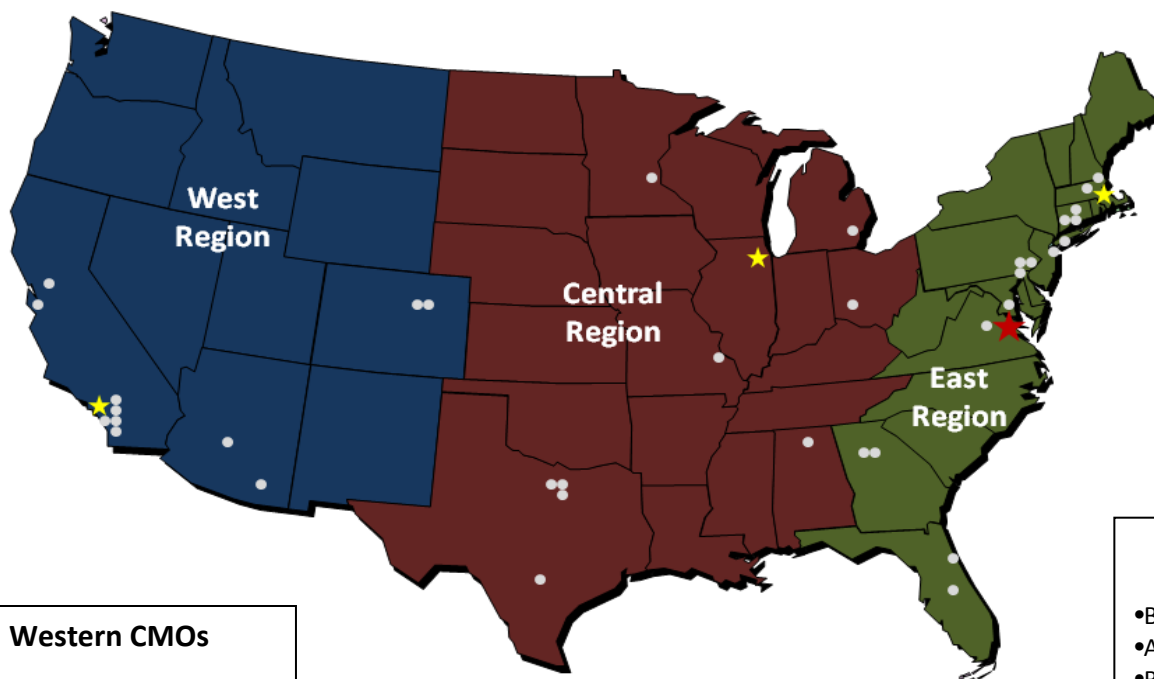 West
Region
Central
Region
East
Region
Western CMOs
•B
•A